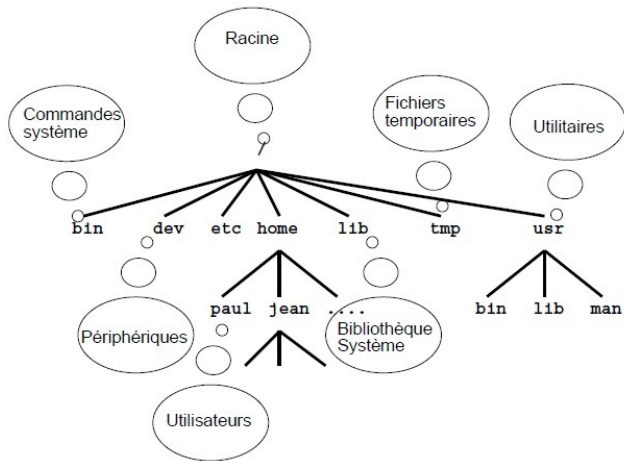 Racine
Commandes
système
Fichiers
temporaires
Utilitaires
/
bin dev etc home lib tmp usr
paul jean .... bin lib man
Périphériques
Bibliothèque
Système
Utilisateurs